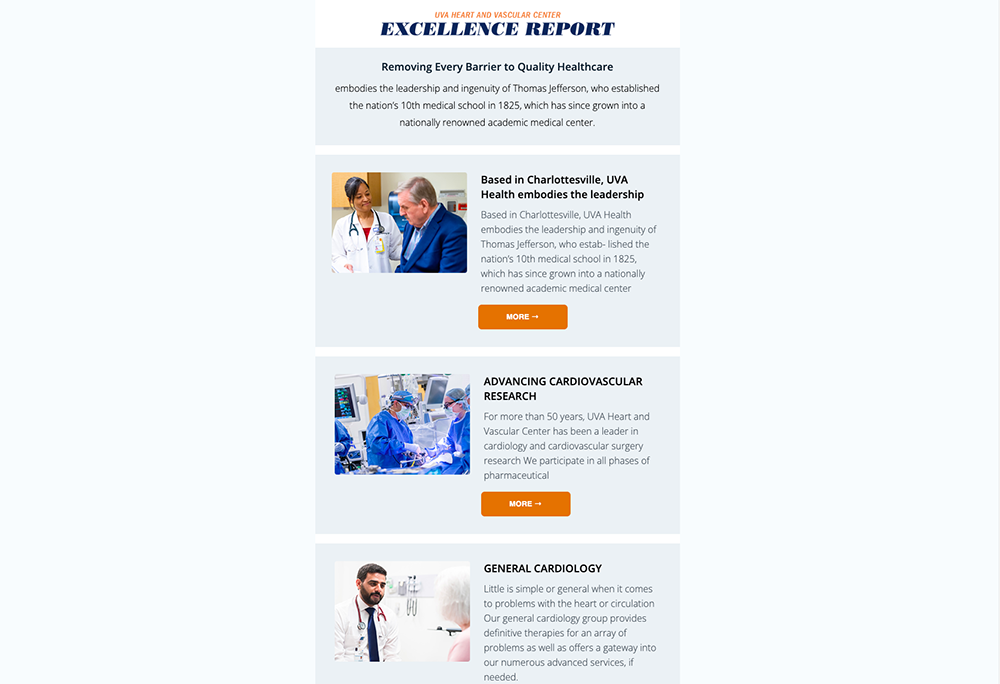 UVA HEART AND VASCULAR CENTER
EXCELLENCE REPORT
Removing Every Barrier to Quality Healthcare
embodies the leadership and ingenuity of Thomas Jefferson, who established
the nation's 10th medical school in 1825, which has since grown into a
nationally renowned academic medical center.
Based in Charlottesville, UVA
Health embodies the leadership
Based in Charlottesville, UVA Health
embodies the leadership and ingenuity of
Thomas Jefferson, who estab- lished the
nation's 10th medical school in 1825,
which has since grown into a nationally
renowned academic medical center
MORE →
ADVANCING CARDIOVASCULAR
RESEARCH
For more than 50 years, UVA Heart and
Vascular Center has been a leader in
cardiology and cardiovascular surgery
research We participate in all phases of
pharmaceutical
MORE →
GENERAL CARDIOLOGY
Little is simple or general when it comes
to problems with the heart or circulation
Our general cardiology group provides
definitive therapies for an array of
problems as well as offers a gateway into
our numerous advanced services, if
needed.